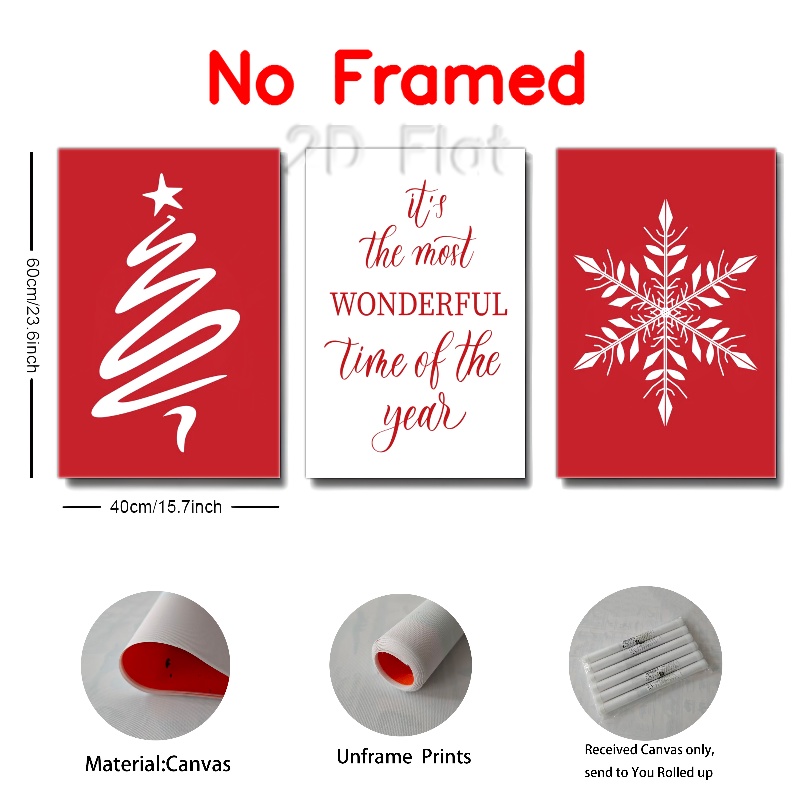 No Framed
2D Flat
it's
the most
WONDERFUL
time of the
year
60cm/23.6inch
40cm/15.7inch
Material:Canvas
Unframe Prints
Received Canvas only,
send to You Rolled up